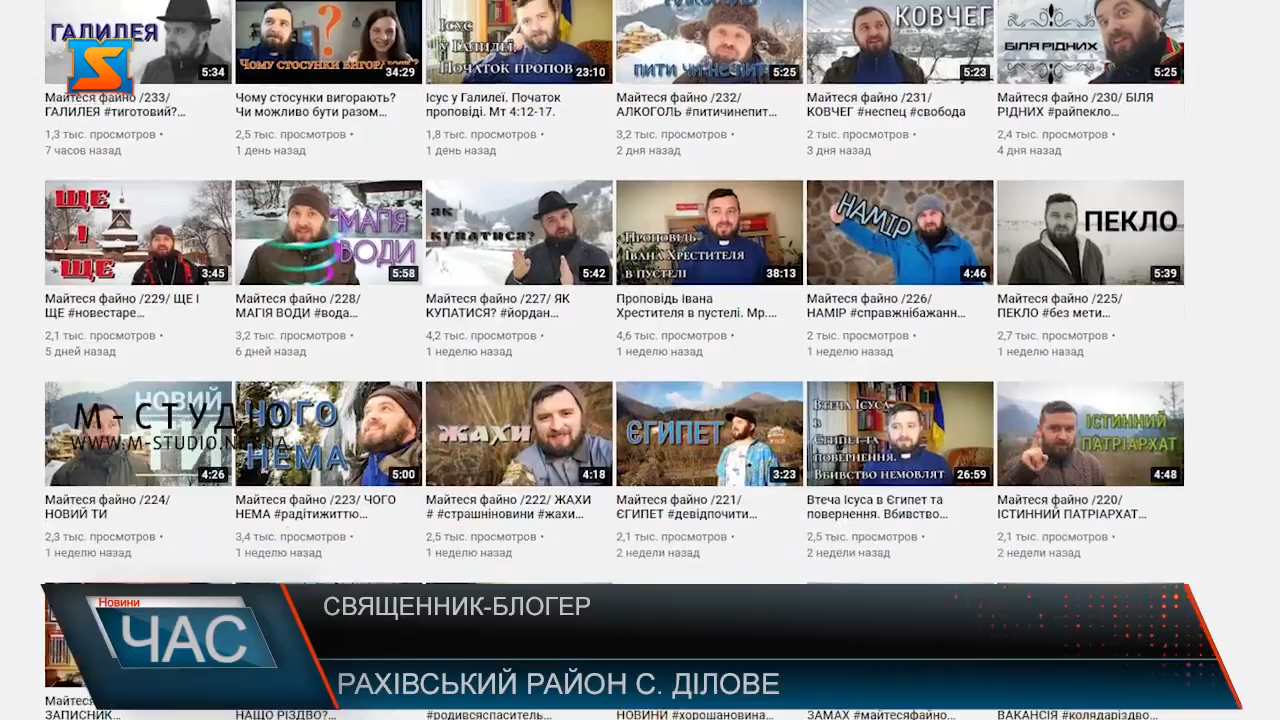 ГАЛИЛЕЯ
5:34
?
Чому стосунки
34:29
Ісус
у Галилеї.
Початок
пропов
23:10
ПИТИ ЧИ НЕ ПИТ
5:25
КОВЧЕГ
5:23
БІЛЯ РІДНИХ
5:25
Майтеся файно /233/
ГАЛИЛЕЯ #тиготовий?...
1,3 тыс. просмотров •
7 часов назад
Чому стосунки вигорають?
Чи можливо бути разом...
2,5 тыс. просмотров •
1 день назад
Ісус у Галилеї. Початок
проповіді. Мт 4:12-17.
1,8 тыс. просмотров •
1 день назад
Майтеся файно /232/
АЛКОГОЛЬ #питичинепит...
3,2 тыс. просмотров •
2 дня назад
Майтеся файно /231/
КОВЧЕГ #неспец #свобода
2 тыс. просмотров •
3 дня назад
Майтеся файно /230/ БІЛЯ
РІДНИХ #райпекло...
2,4 тыс. просмотров •
4 дня назад
ЩЕ
І
ЩЕ
3:45
МАГІЯ
ВОДИ
5:58
як
купатися?
5:42
Проповідь
Івана Хрестителя
в пустелі
38:13
НАМІР
4:46
ПЕКЛО
5:39
Майтеся файно /229/ ЩЕ І
ЩЕ #новестаре...
2,1 тыс. просмотров •
5 дней назад
Майтеся файно /228/
МАГІЯ ВОДИ #вода...
3,2 тыс. просмотров •
6 дней назад
Майтеся файно /227/ ЯК
КУПАТИСЯ? #йордан...
4,2 тыс. просмотров •
1 неделю назад
Проповідь Івана
Хрестителя в пустелі. Мр....
4,6 тыс. просмотров •
1 неделю назад
Майтеся файно /226/
НАМІР #справжнібажанн...
2 тыс. просмотров •
1 неделю назад
Майтеся файно /225/
ПЕКЛО #без мети...
2,7 тыс. просмотров •
1 неделю назад
НОВИЙ
М - СТУДІО
WWW.M-STUDIO.NET.UA
4:26
ЧОГО
НЕМА
5:00
ЖАХИ
4:18
ЄГИПЕТ
3:23
Втеча Ісуса
в
Єгипет та
повернення.
Вбивство немовлят
26:59
ІСТИННИЙ
ПАТРІАРХАТ
4:48
Майтеся файно /224/
НОВИЙ ТИ
2,3 тыс. просмотров •
1 неделю назад
Майтеся файно /223/ ЧОГО
НЕМА #радітижиттю...
3,4 тыс. просмотров •
1 неделю назад
Майтеся файно /222/ ЖАХИ
# #страшніновини #жахи...
2,5 тыс. просмотров •
1 неделю назад
Майтеся файно /221/
ЄГИПЕТ #девідпочити...
2,1 тыс. просмотров •
2 недели назад
Втеча Ісуса в Єгипет та
повернення. Вбивство...
2,5 тыс. просмотров •
2 недели назад
Майтеся файно /220/
ІСТИННИЙ ПАТРІАРХАТ...
2,1 тыс. просмотров •
2 недели назад
Новини
ЧАС
СВЯЩЕННИК-БЛОГЕР
РАХІВСЬКИЙ РАЙОН С. ДІЛОВЕ
ЗАПИСНИК...
НАЩО РІЗДВО?...
#родивсяспаситель...
НОВИНИ #хорошановина...
ЗАМАХ #майтесяфайно...
ВАКАНСІЯ #колядаріздво...